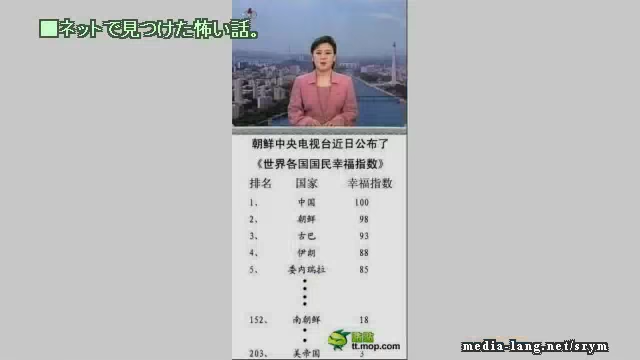 ■ネットで見つけた怖い話。
朝鲜中央电视台近日公布了
《世界各国国民幸福指数》
排名 国家 幸福指数
1、 中国 100
2、 朝鲜 98
3、 古巴 93
4、 伊朗 88
5、 委内瑞拉 85
152、 南朝鲜 18
203、 美帝国 3
tt.mop.com
media-lang.net/srym